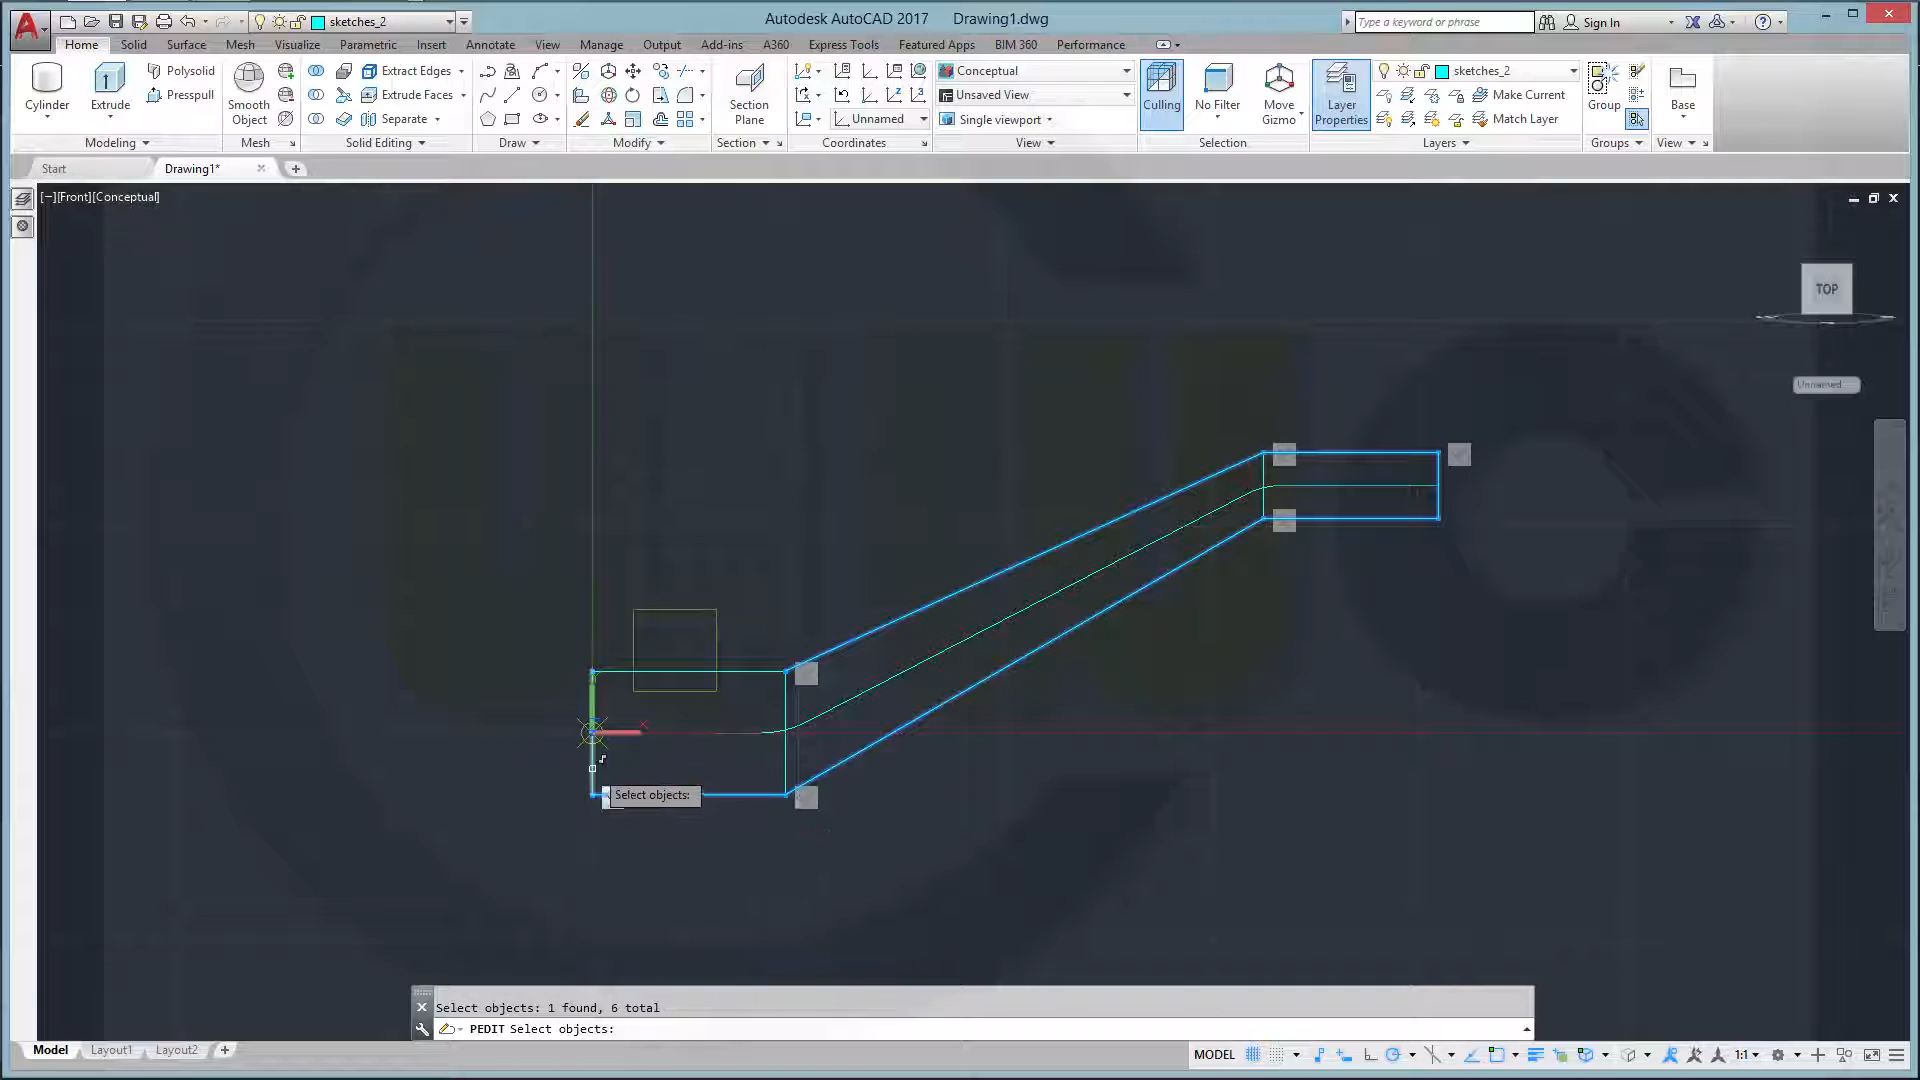 sketches_2
Autodesk AutoCAD 2017 Drawing1.dwg
Type a keyword or phrase
Sign In
Home Solid Surface Mesh Visualize Parametric Insert Annotate View Manage Output Add-ins A360 Express Tools Featured Apps BIM 360 Performance
Cylinder
Extrude
Polysolid
Presspull
Smooth Object
Extract Edges
Extrude Faces
Separate
Section Plane
Unnamed
Conceptual
Unsaved View
Single viewport
Culling
No Filter
Move Gizmo
Layer Properties
sketches_2
Make Current
Match Layer
Group
Base
Modeling Mesh Solid Editing Draw Modify Section Coordinates View Selection Layers Groups View
Start Drawing1*
[−][Front][Conceptual]
TOP
Unnamed
Select objects:
Select objects: 1 found, 6 total
PEDIT Select objects:
Model Layout1 Layout2
MODEL 1:1